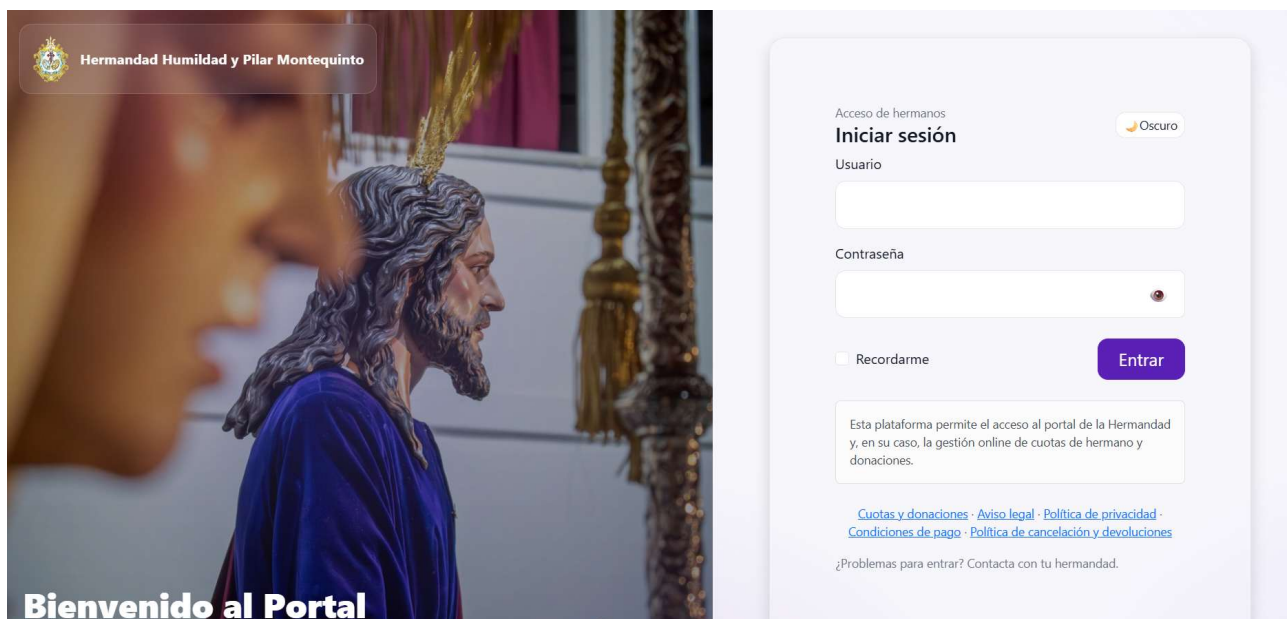 Hermandad Humildad y Pilar Montequinto
Bienvenido al Portal
Acceso de hermanos
Iniciar sesión
🌙Oscuro
Usuario
Contraseña
Recordarme
Entrar
Esta plataforma permite el acceso al portal de la Hermandad
y, en su caso, la gestión online de cuotas de hermano y
donaciones.
Cuotas y donaciones · Aviso legal · Política de privacidad ·
Condiciones de pago · Política de cancelación y devoluciones
¿Problemas para entrar? Contacta con tu hermandad.